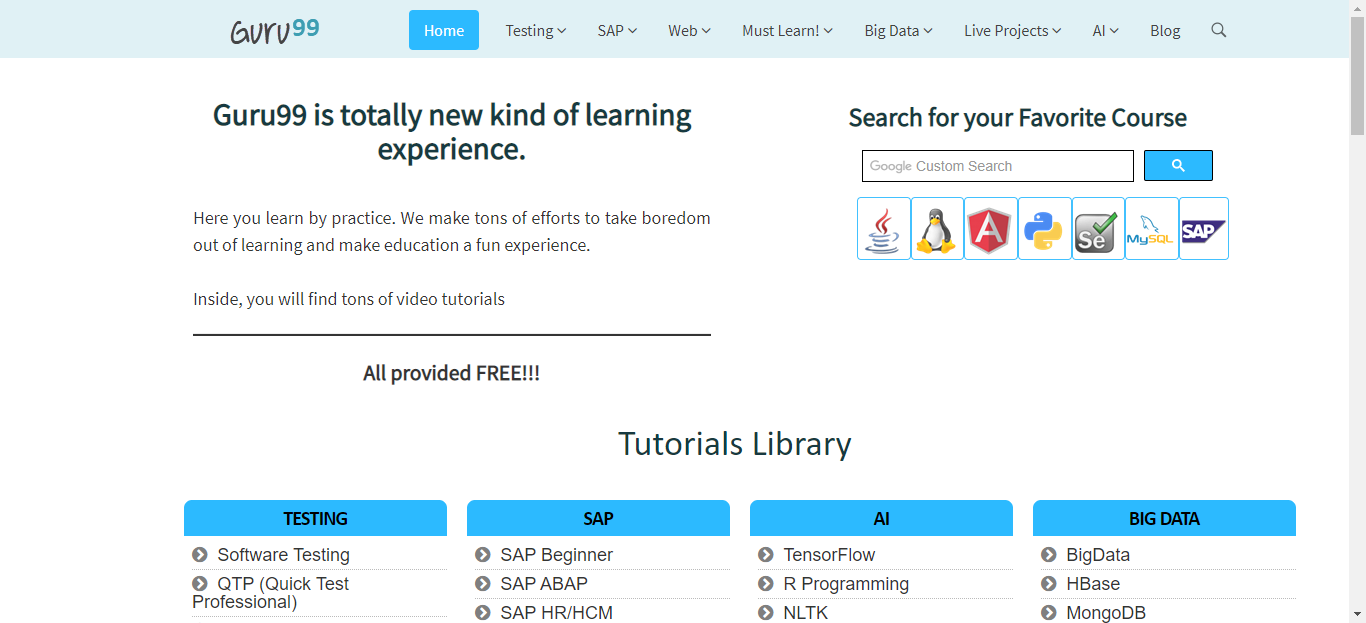 Guru99
Home
Testing
SAP
Web
Must Learn!
Big Data
Live Projects
AI
Blog
Guru99 is totally new kind of learning
experience.
Here you learn by practice. We make tons of efforts to take boredom
out of learning and make education a fun experience.
Inside, you will find tons of video tutorials
All provided FREE!!!
Search for your Favorite Course
Google Custom Search
Se
MySQL
SAP
Tutorials Library
TESTING
Software Testing
QTP (Quick Test
Professional)
SAP
SAP Beginner
SAP ABAP
SAP HR/HCM
AI
TensorFlow
R Programming
NLTK
BIG DATA
BigData
HBase
MongoDB